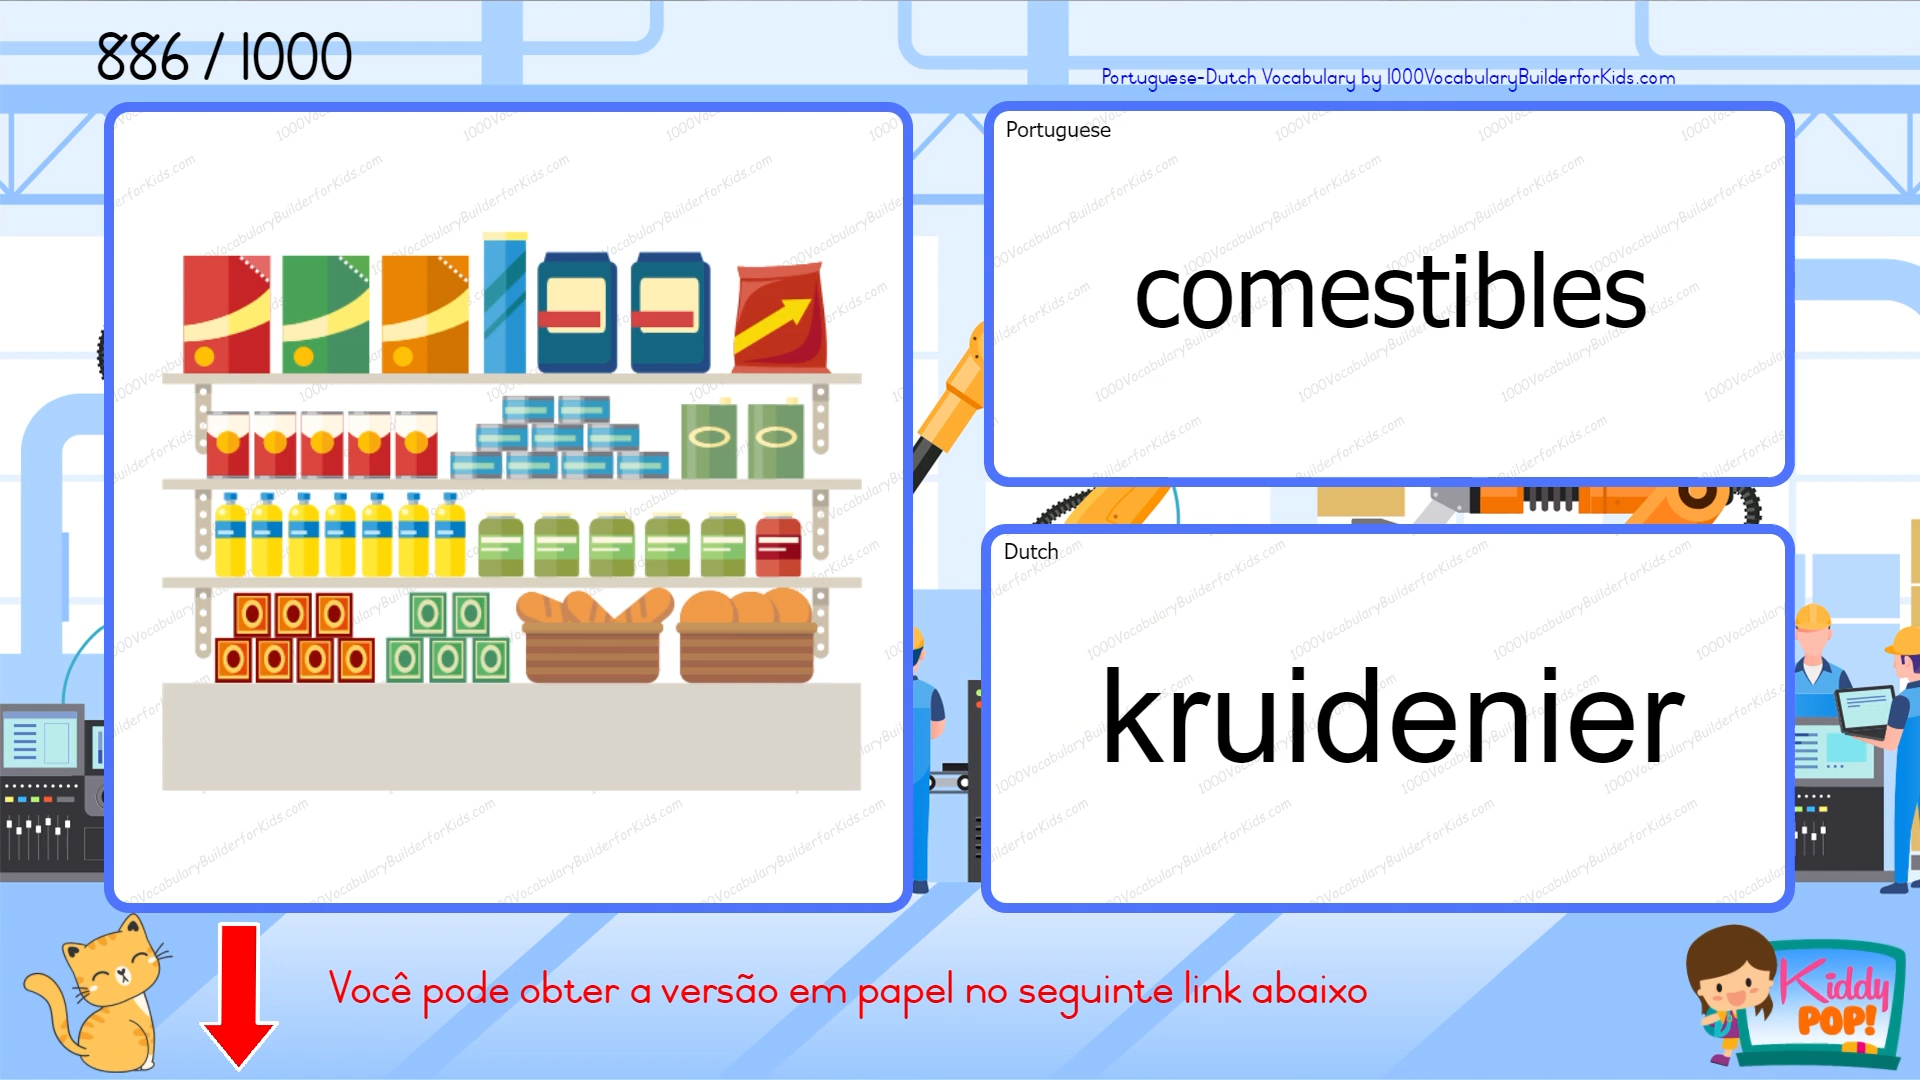 886 / 1000
Portuguese-Dutch Vocabulary by 1000VocabularyBuilderforKids.com
Portuguese
comestibles
Dutch
kruidenier
Você pode obter a versão em papel no seguinte link abaixo
Kiddy
POP!